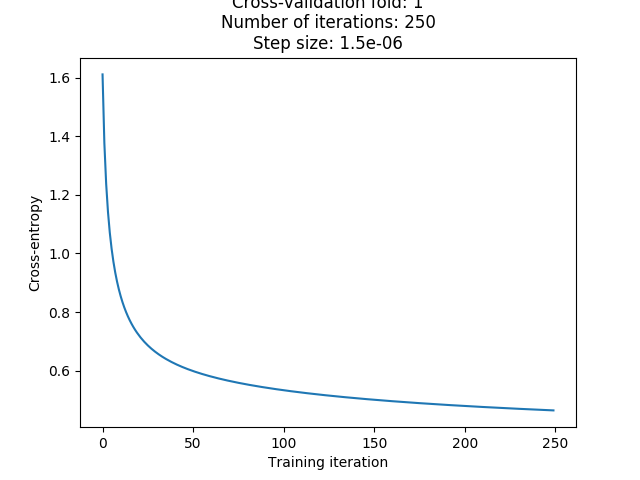 Cross-validation fold: 1
Number of iterations: 250
Step size: 1.5e-06
1.6
1.4
1.2
1.0
0.8
0.6
Cross-entropy
0 50 100 150 200 250
Training iteration